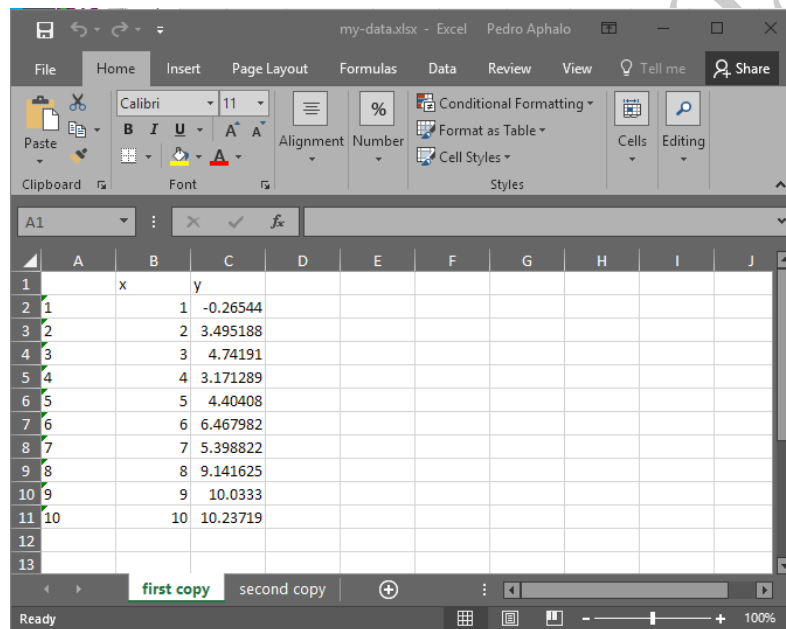 my-data.xlsx - Excel Pedro Aphalo
File Home Insert Page Layout Formulas Data Review View Tell me Share
Paste
Calibri 11
B I U A A
A
Alignment
%
Number
Conditional Formatting
Format as Table
Cell Styles
Cells Editing
Clipboard Font Styles
A1 fx
A B C D E F G H I J
1 x y
2 1 1 -0.26544
3 2 2 3.495188
4 3 3 4.74191
5 4 4 3.171289
6 5 5 4.40408
7 6 6 6.467982
8 7 7 5.398822
9 8 8 9.141625
10 9 9 10.0333
11 10 10 10.23719
12
13
first copy second copy
Ready - + 100%